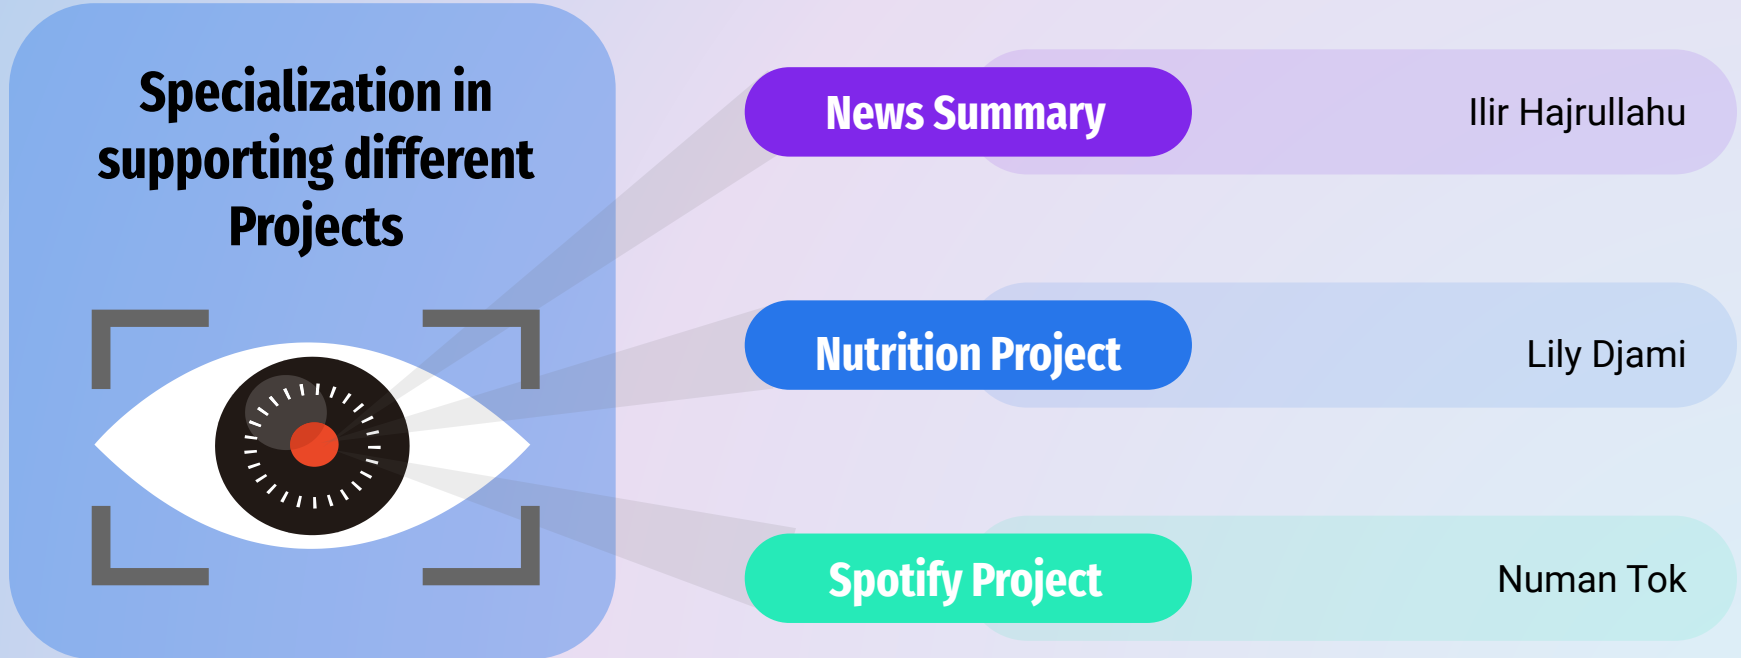 Specialization in
supporting different
Projects
News Summary
Ilir Hajrullahu
Nutrition Project
Lily Djami
Spotify Project
Numan Tok